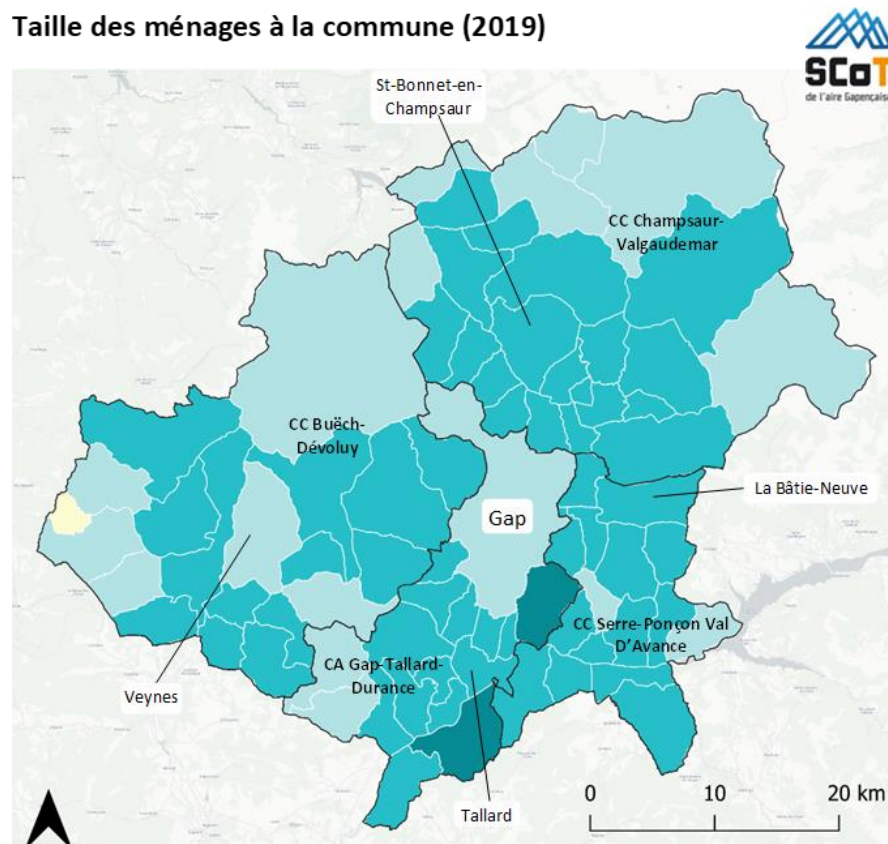 Taille des ménages à la commune (2019)
SCoT
de l'aire Gapençaise
St-Bonnet-en-
Champsaur
CC Champsaur-
Valgaudemar
CC Buëch-
Dévoluy
La Bâtie-Neuve
Gap
CC Serre-Ponçon Val
D'Avance
CA Gap-Tallard-
Durance
Veynes
Tallard
0 10 20 km